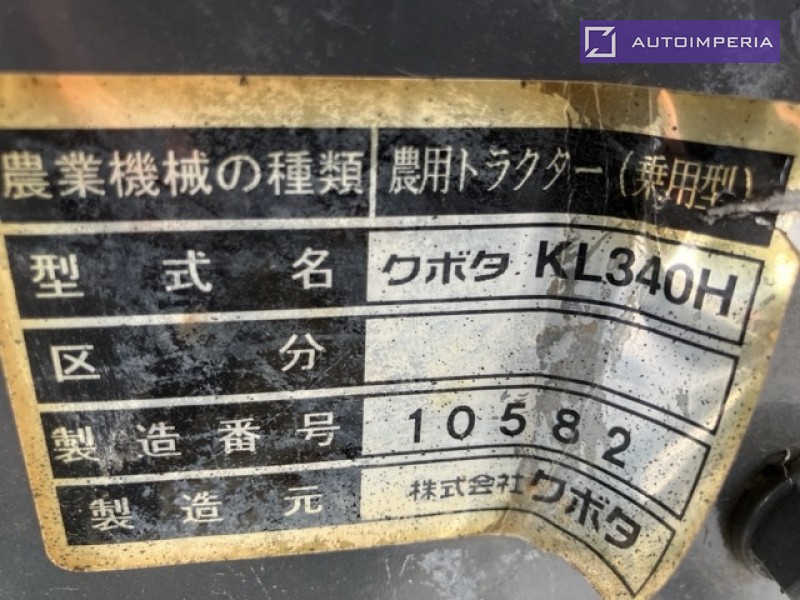 AUTOIMPERIA
農業機械の種類 農用トラクター(乗用型)
型式名 クボタ KL340H
区分
製造番号 10582
製造元 株式会社クボタ